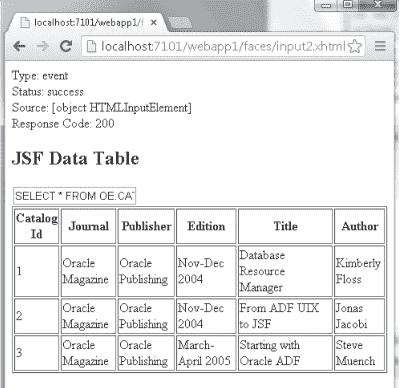 localhost:7101/webapp1/f
localhost:7101/webapp1/faces/input2.xhtml
Type: event
Status: success
Source: [object HTMLInputElement]
Response Code: 200
JSF Data Table
SELECT * FROM OE.CA
Catalog Id Journal Publisher Edition Title Author
1 Oracle Magazine Oracle Publishing Nov-Dec 2004 Database Resource Manager Kimberly Floss
2 Oracle Magazine Oracle Publishing Nov-Dec 2004 From ADF UIX to JSF Jonas Jacobi
3 Oracle Magazine Oracle Publishing March-April 2005 Starting with Oracle ADF Steve Muench